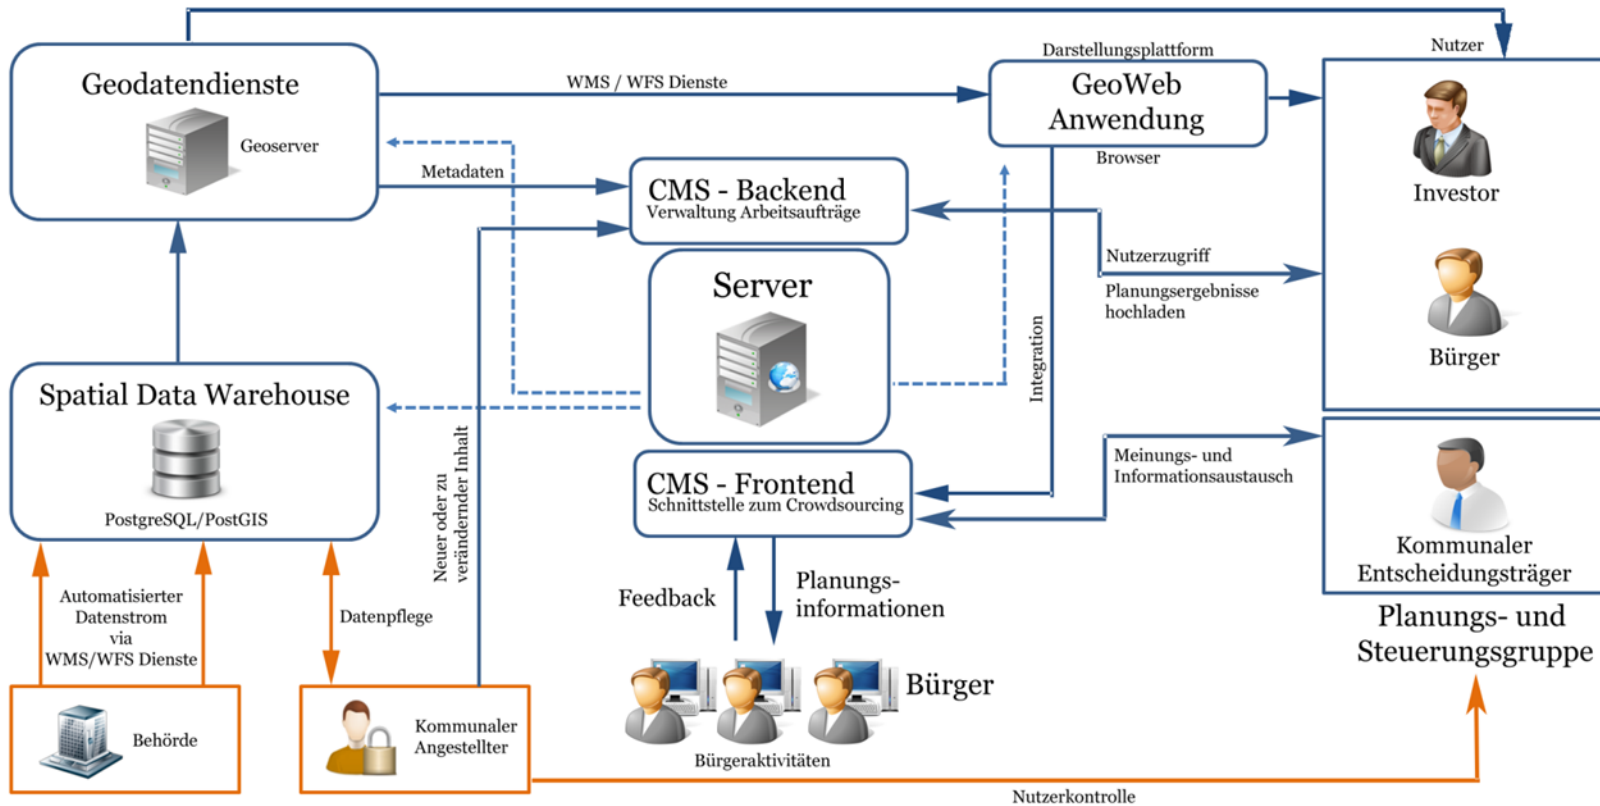 Darstellungsplattform
Nutzer
Geodatendienste
Geoserver
WMS / WFS Dienste
GeoWeb
Anwendung
Browser
Investor
Metadaten
CMS - Backend
Verwaltung Arbeitsaufträge
Nutzerzugriff
Planungsergebnisse
hochladen
Bürger
Server
Integration
Spatial Data Warehouse
PostgreSQL/PostGIS
Neuer oder zu
verändernder Inhalt
CMS - Frontend
Schnittstelle zum Crowdsourcing
Meinungs- und
Informationsaustausch
Kommunaler
Entscheidungsträger
Planungs- und
Steuerungsgruppe
Automatisierter
Datenstrom
via
WMS/WFS Dienste
Datenpflege
Feedback
Planungs-
informationen
Bürger
Bürgeraktivitäten
Behörde
Kommunaler
Angestellter
Nutzerkontrolle